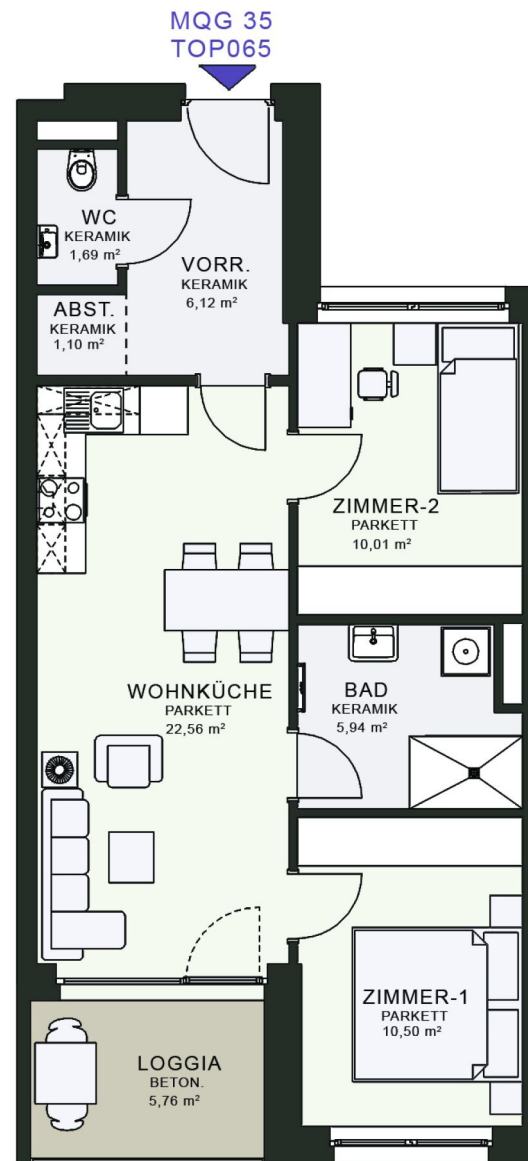 MQG 35
TOP065
WC
KERAMIK
1,69 m²
VORR.
KERAMIK
6,12 m²
ABST.
KERAMIK
1,10 m²
ZIMMER-2
PARKETT
10,01 m²
WOHNKÜCHE
PARKETT
22,56 m²
BAD
KERAMIK
5,94 m²
ZIMMER-1
PARKETT
10,50 m²
LOGGIA
BETON.
5,76 m²